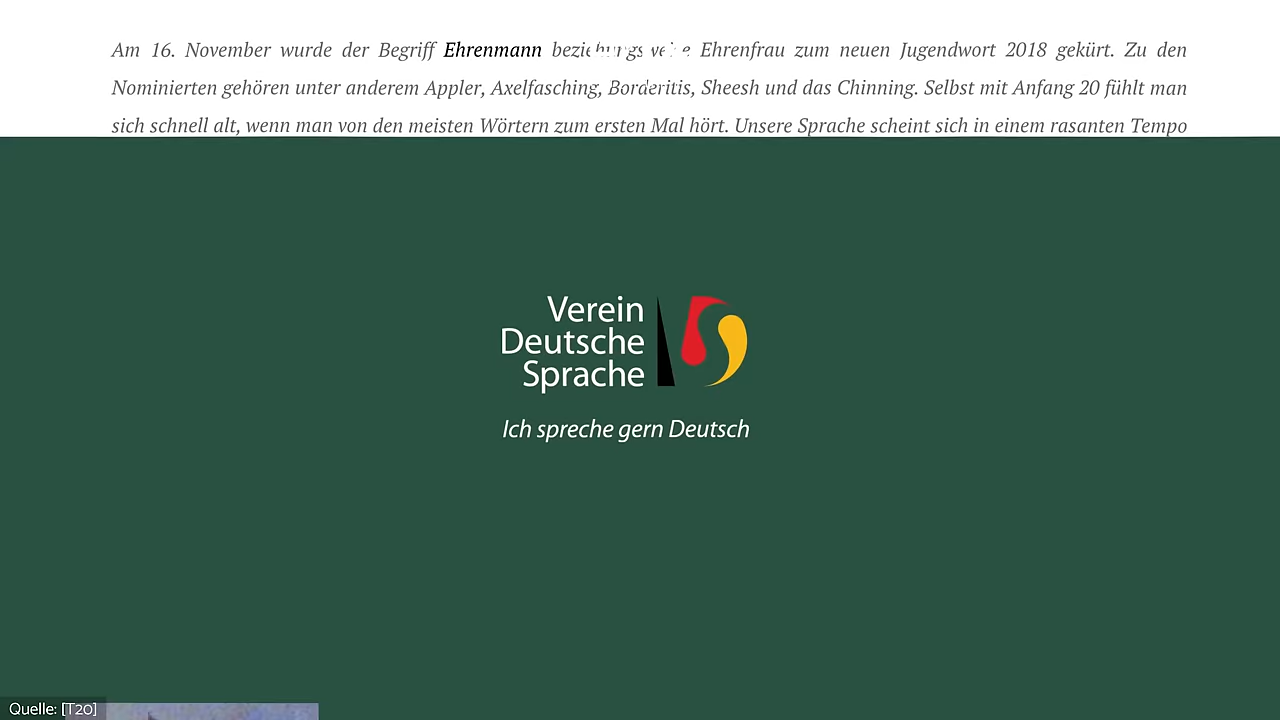 Am 16. November wurde der Begriff Ehrenmann beziehungsweise Ehrenfrau zum neuen Jugendwort 2018 gekürt. Zu den
Nominierten gehören unter anderem Appler, Axelfasching, Borderitis, Sheesh und das Chinning. Selbst mit Anfang 20 fühlt man
sich schnell alt, wenn man von den meisten Wörtern zum ersten Mal hört. Unsere Sprache scheint sich in einem rasanten Tempo
Verein
Deutsche
Sprache
Ich spreche gern Deutsch
Quelle: [T20]